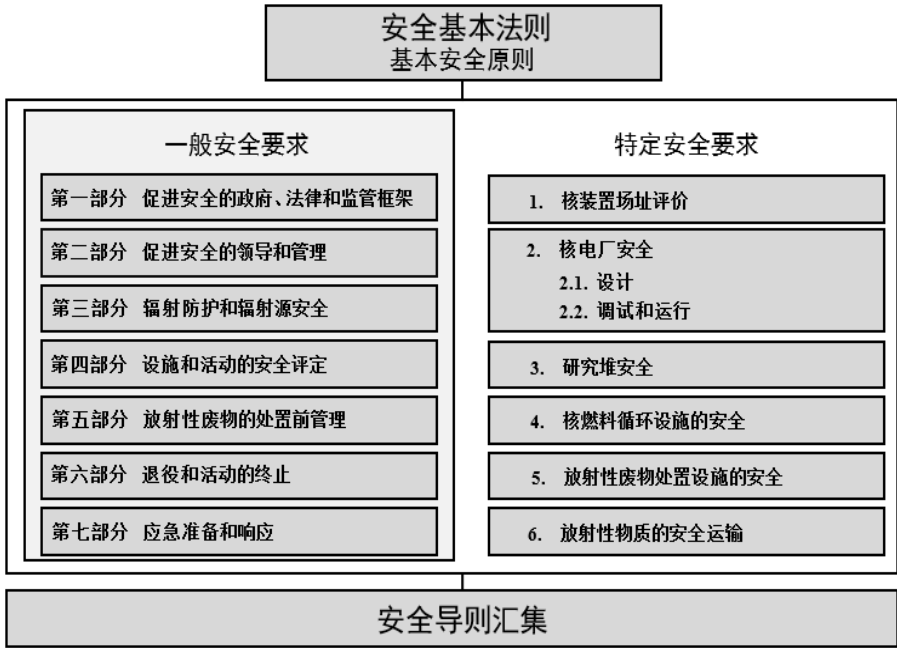 安全基本法则
基本安全原则
一般安全要求
第一部分 促进安全的政府、法律和监管框架
第二部分 促进安全的领导和管理
第三部分 辐射防护和辐射源安全
第四部分 设施和活动的安全评定
第五部分 放射性废物的处置前管理
第六部分 退役和活动的终止
第七部分 应急准备和响应
特定安全要求
1. 核装置场址评价
2. 核电厂安全
2.1. 设计
2.2. 调试和运行
3. 研究堆安全
4. 核燃料循环设施的安全
5. 放射性废物处置设施的安全
6. 放射性物质的安全运输
安全导则汇集